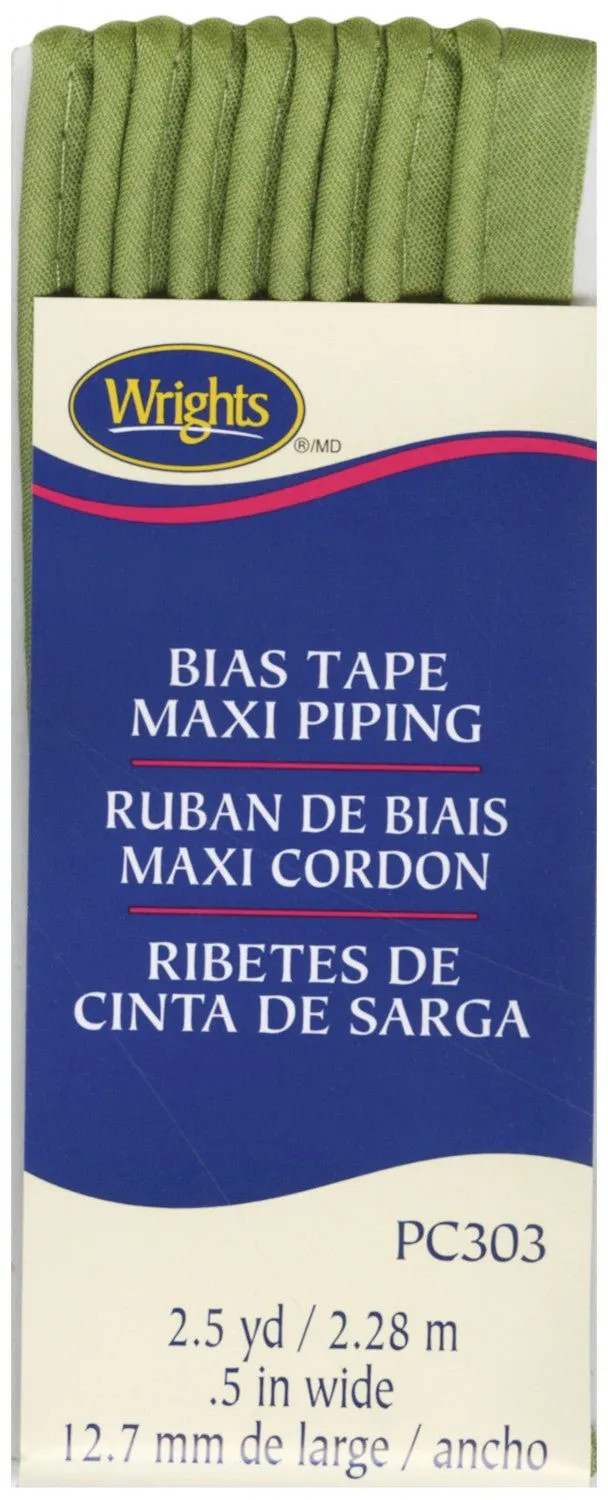 Wrights
®/MD
BIAS TAPE
MAXI PIPING
RUBAN DE BIAIS
MAXI CORDON
RIBETES DE
CINTA DE SARGA
PC303
2.5 yd / 2.28 m
.5 in wide
12.7 mm de large / ancho